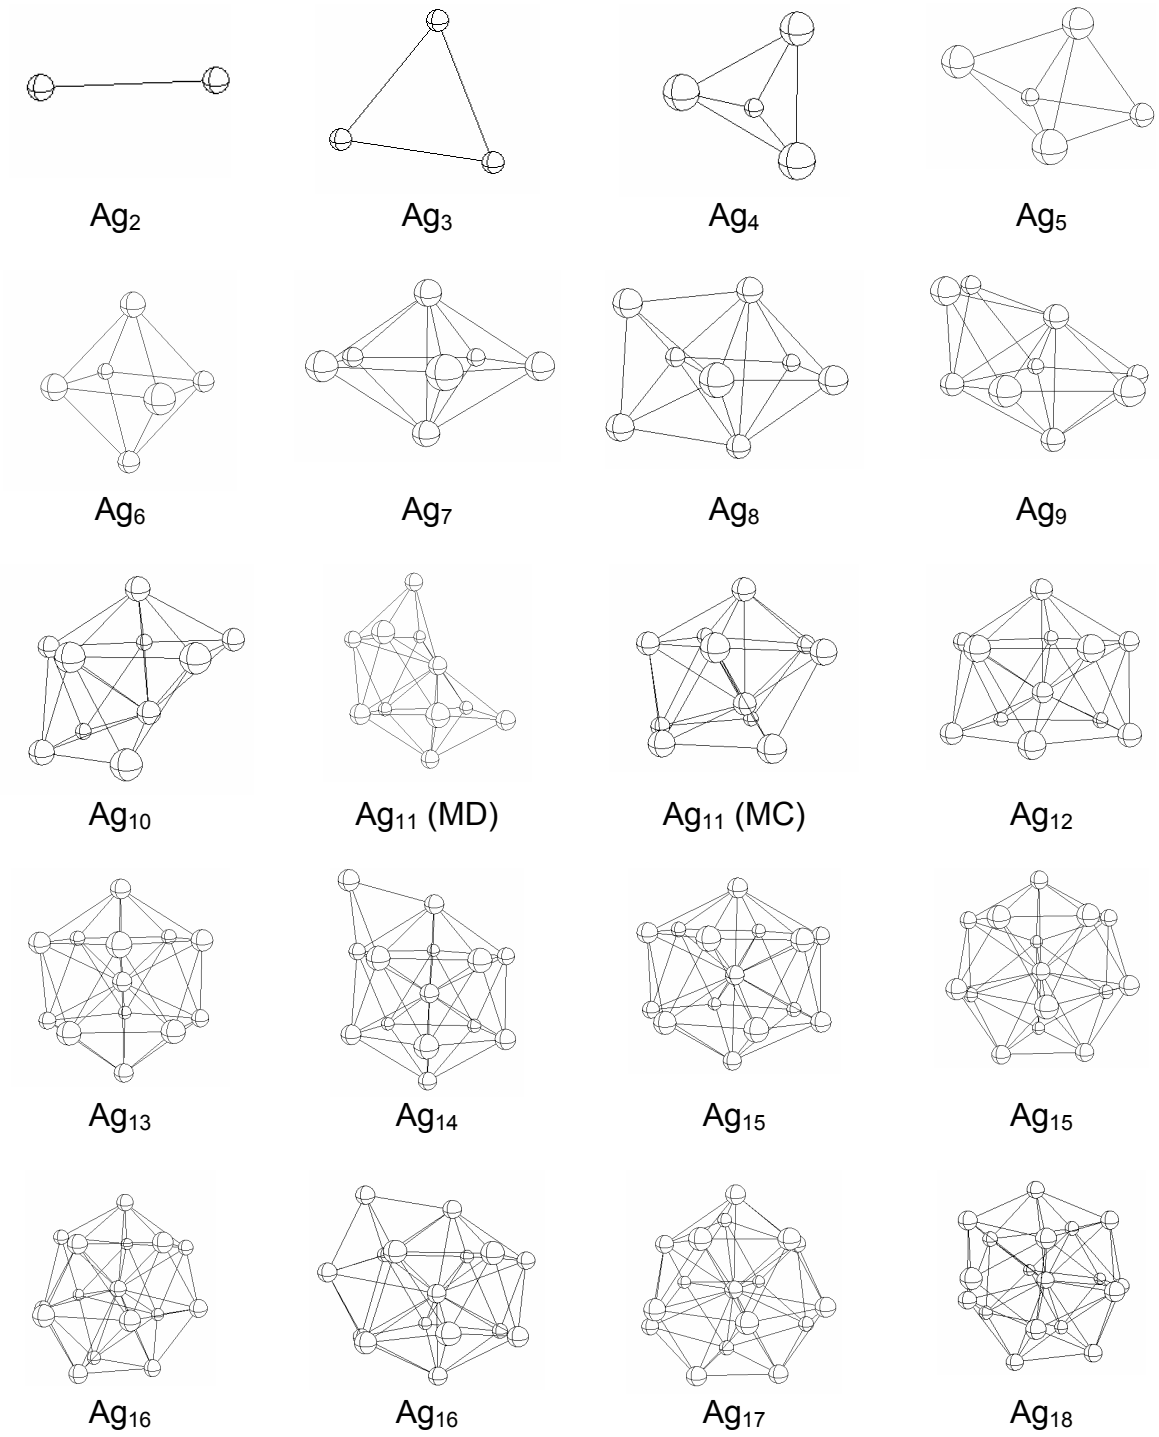 Ag₂ Ag₃ Ag₄ Ag₅
Ag₆ Ag₇ Ag₈ Ag₉
Ag₁₀ Ag₁₁ (MD) Ag₁₁ (MC) Ag₁₂
Ag₁₃ Ag₁₄ Ag₁₅ Ag₁₅
Ag₁₆ Ag₁₆ Ag₁₇ Ag₁₈